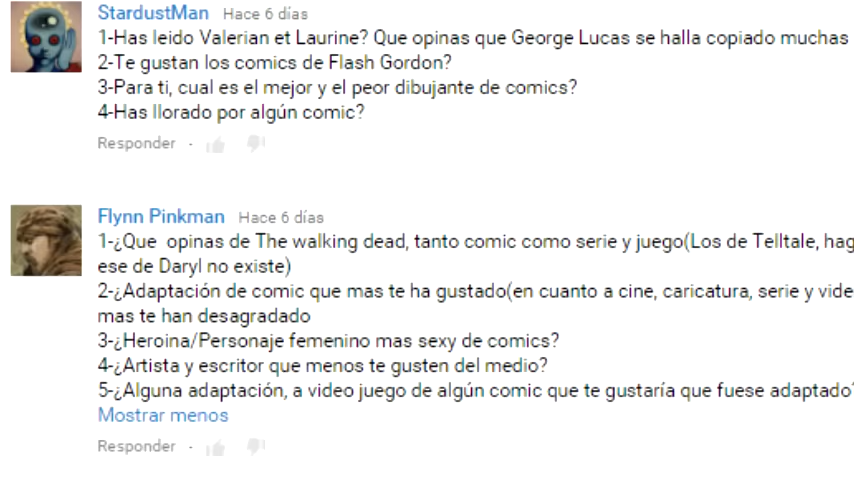 StardustMan Hace 6 días
1-Has leido Valerian et Laurine? Que opinas que George Lucas se halla copiado muchas
2-Te gustan los comics de Flash Gordon?
3-Para ti, cual es el mejor y el peor dibujante de comics?
4-Has llorado por algún comic?
Responder ·
Flynn Pinkman Hace 6 días
1-¿Que opinas de The walking dead, tanto comic como serie y juego(Los de Telltale, hag
ese de Daryl no existe)
2-¿Adaptación de comic que mas te ha gustado(en cuanto a cine, caricatura, serie y vide
mas te han desagradado
3-¿Heroina/Personaje femenino mas sexy de comics?
4-¿Artista y escritor que menos te gusten del medio?
5-¿Alguna adaptación, a video juego de algún comic que te gustaría que fuese adaptado?
Mostrar menos
Responder ·